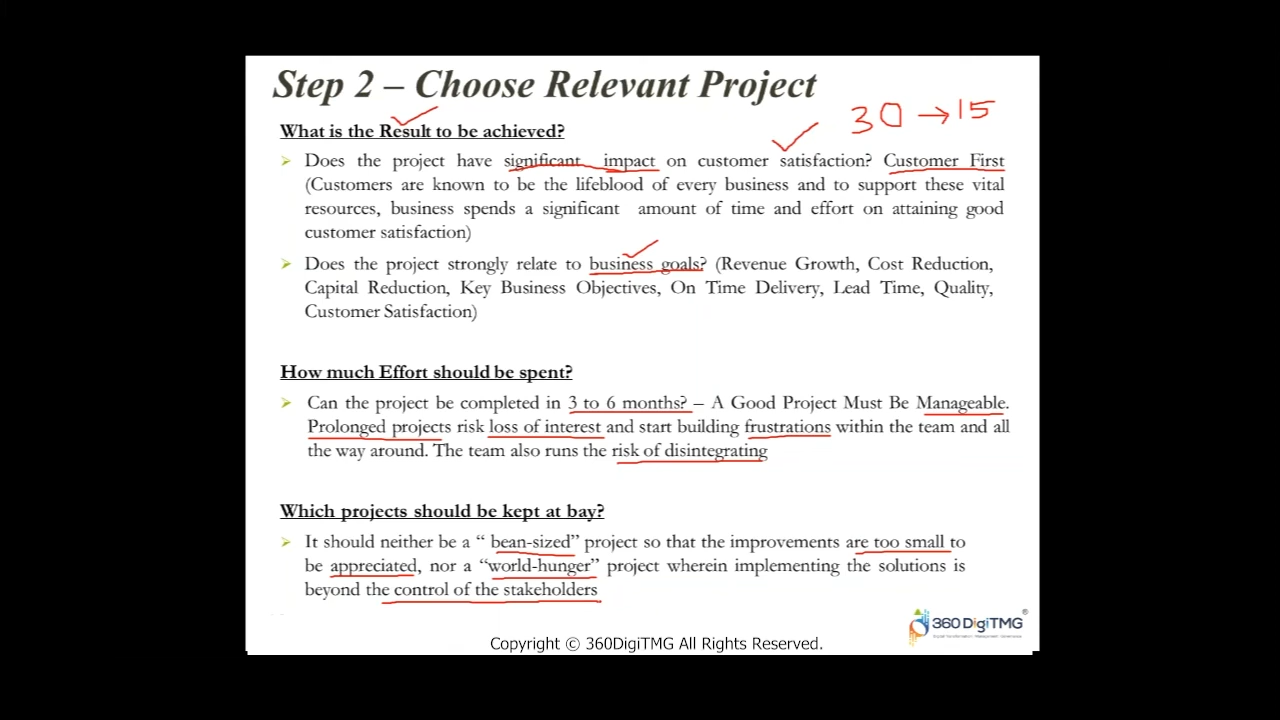 Step 2 – Choose Relevant Project
30 → 15
What is the Result to be achieved?
Does the project have significant impact on customer satisfaction? Customer First
(Customers are known to be the lifeblood of every business and to support these vital
resources, business spends a significant amount of time and effort on attaining good
customer satisfaction)
Does the project strongly relate to business goals? (Revenue Growth, Cost Reduction,
Capital Reduction, Key Business Objectives, On Time Delivery, Lead Time, Quality,
Customer Satisfaction)
How much Effort should be spent?
Can the project be completed in 3 to 6 months? – A Good Project Must Be Manageable.
Prolonged projects risk loss of interest and start building frustrations within the team and all
the way around. The team also runs the risk of disintegrating
Which projects should be kept at bay?
It should neither be a “ bean-sized” project so that the improvements are too small to
be appreciated, nor a “world-hunger” project wherein implementing the solutions is
beyond the control of the stakeholders
360DigiTMG®
Copyright © 360DigiTMG All Rights Reserved.